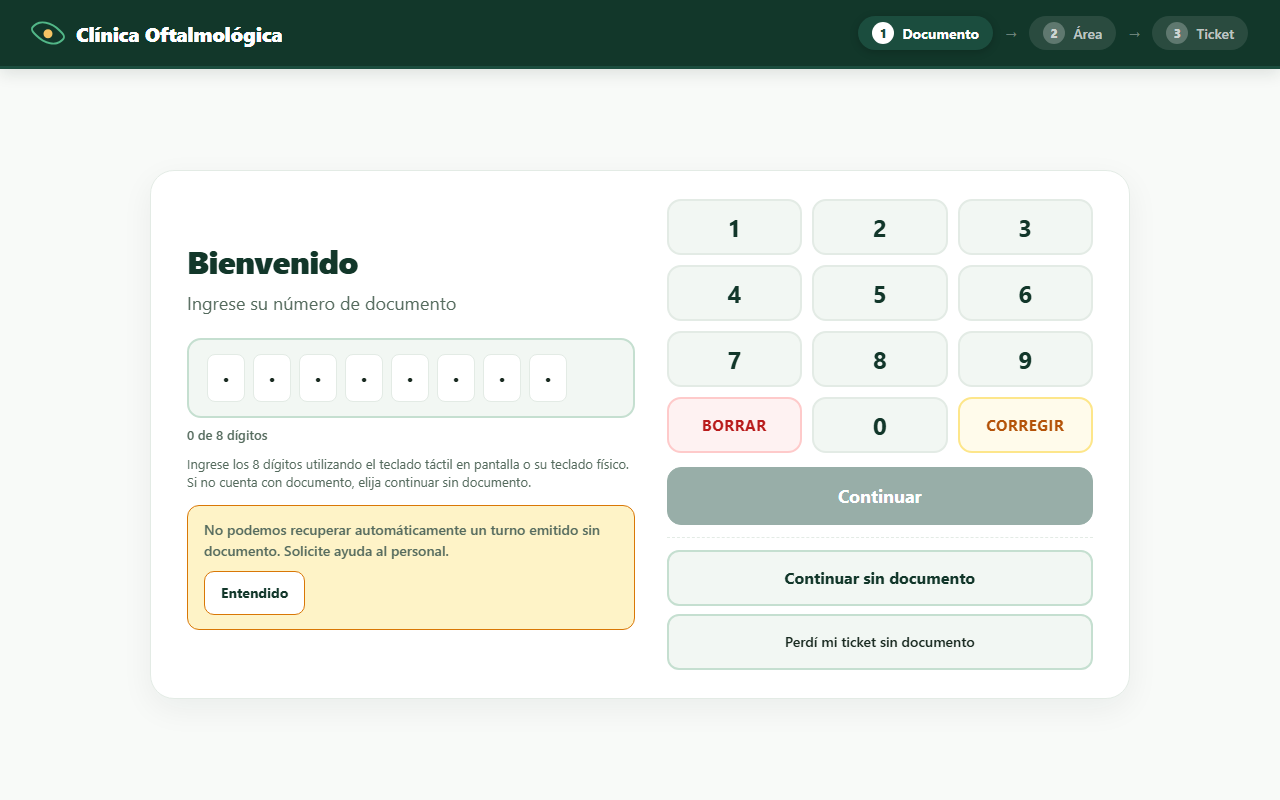 Clínica Oftalmológica
1 Documento → 2 Área → 3 Ticket
Bienvenido
Ingrese su número de documento
• • • • • • • •
0 de 8 dígitos
Ingrese los 8 dígitos utilizando el teclado táctil en pantalla o su teclado físico.
Si no cuenta con documento, elija continuar sin documento.
No podemos recuperar automáticamente un turno emitido sin
documento. Solicite ayuda al personal.
Entendido
1 2 3
4 5 6
7 8 9
BORRAR 0 CORREGIR
Continuar
Continuar sin documento
Perdí mi ticket sin documento